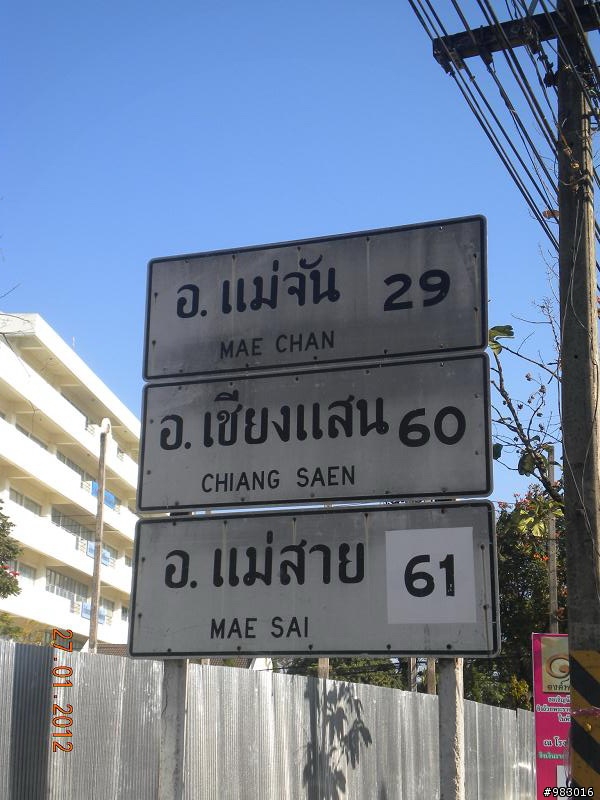 อ. แม่จัน 29
MAE CHAN
อ. เชียงแสน 60
CHIANG SAEN
อ. แม่สาย 61
MAE SAI
27.01.2012
#983016